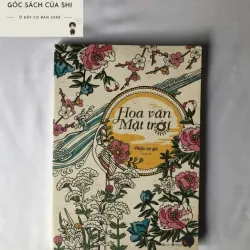 GÓC SÁCH CỦA SHI
Ở ĐÂY CÓ BÁN SÁCH
Hoa văn
Mặt trời